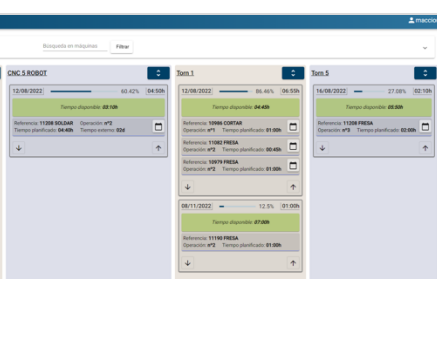 maccion
Búsqueda en máquinas
Filtrar
CNC 5 ROBOT
12/08/2022
60.42%
04:50h
Tiempo disponible: 03:10h
Referencia: 11208 SOLDAR Operación: nº2
Tiempo planificado: 04:40h Tiempo externo: 02d
Torn 1
12/08/2022
86.46%
06:55h
Tiempo disponible: 04:45h
Referencia: 10986 CORTAR
Operación: nº1 Tiempo planificado: 01:00h
Referencia: 11082 FRESA
Operación: nº2 Tiempo planificado: 00:45h
Referencia: 10979 FRESA
Operación: nº2 Tiempo planificado: 01:00h
08/11/2022
12.5%
01:00h
Tiempo disponible: 07:00h
Referencia: 11190 FRESA
Operación: nº2 Tiempo planificado: 01:00h
Torn 5
16/08/2022
27.08%
02:10h
Tiempo disponible: 05:50h
Referencia: 11208 FRESA
Operación: nº3 Tiempo planificado: 02:00h